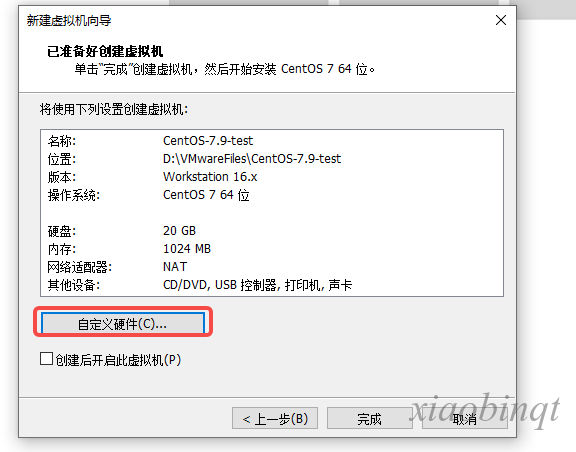 新建虚拟机向导
已准备好创建虚拟机
单击“完成”创建虚拟机，然后开始安装 CentOS 7 64 位。
将使用下列设置创建虚拟机:
名称: CentOS-7.9-test
位置: D:\VMwareFiles\CentOS-7.9-test
版本: Workstation 16.x
操作系统: CentOS 7 64 位
硬盘: 20 GB
内存: 1024 MB
网络适配器: NAT
其他设备: CD/DVD, USB 控制器, 打印机, 声卡
自定义硬件(C)...
创建后开启此虚拟机(P)
< 上一步(B) 完成 取消
xiaobinqt